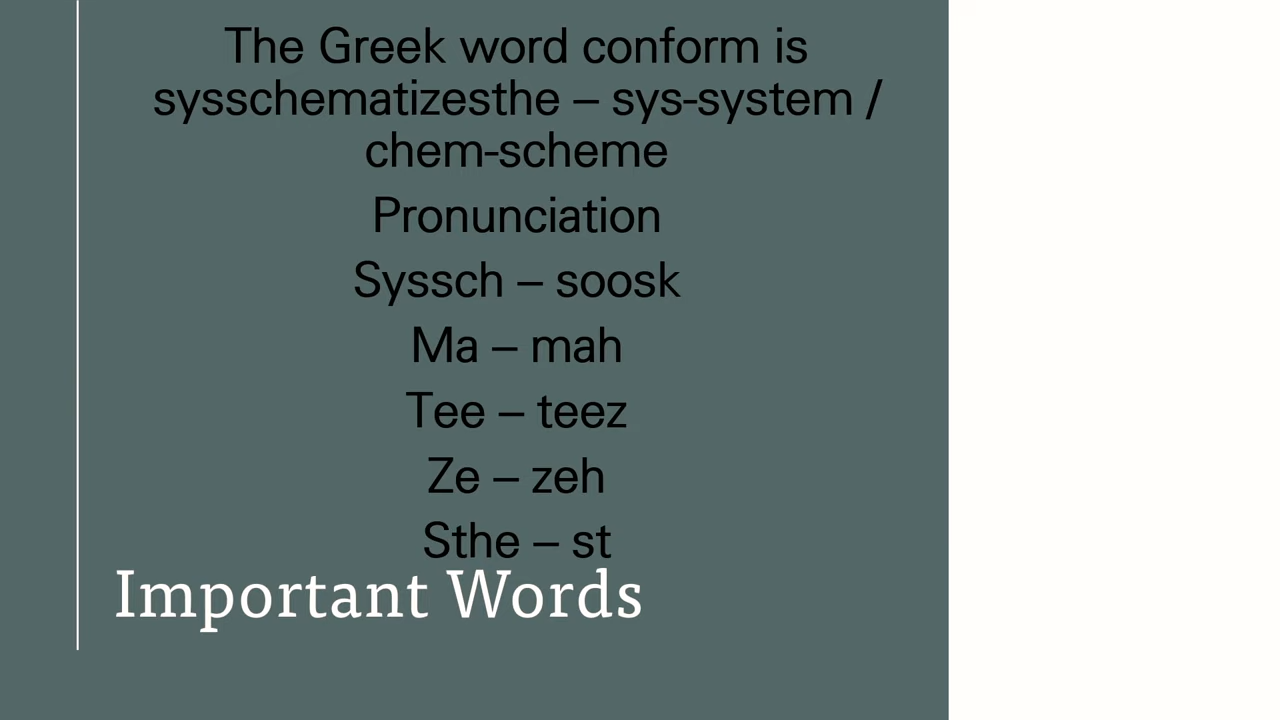 The Greek word conform is
sysschematizesthe – sys-system /
chem-scheme
Pronunciation
Syssch – soosk
Ma – mah
Tee – teez
Ze – zeh
Sthe – st
Important Words